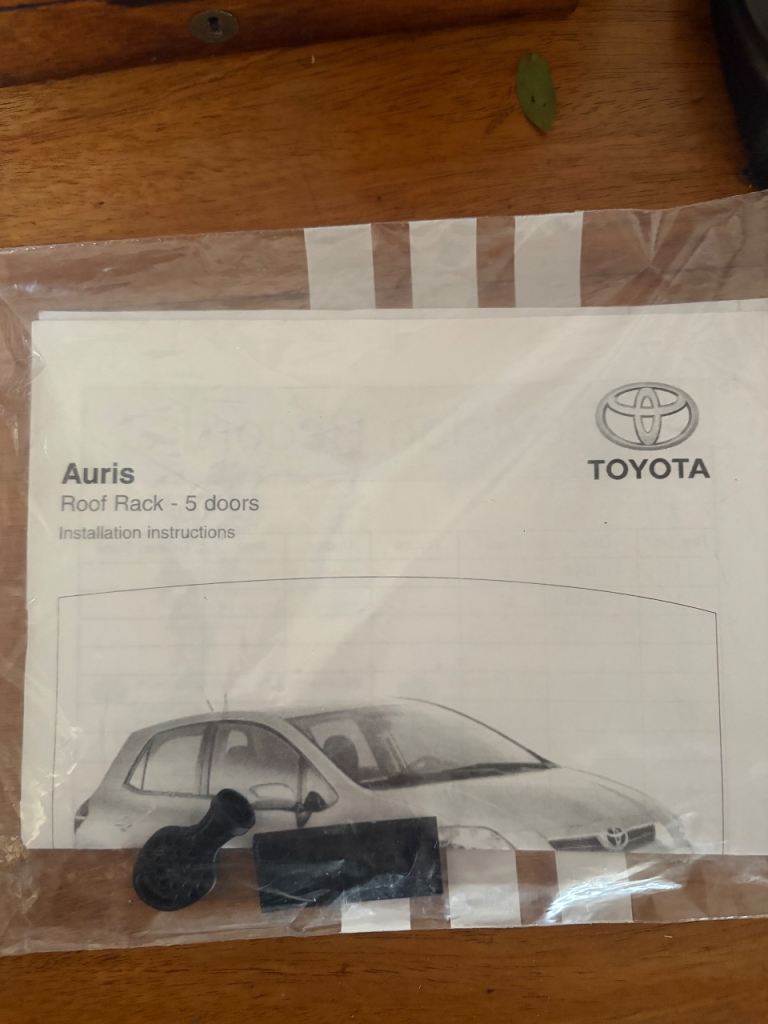 TOYOTA
Auris
Roof Rack - 5 doors
Installation instructions